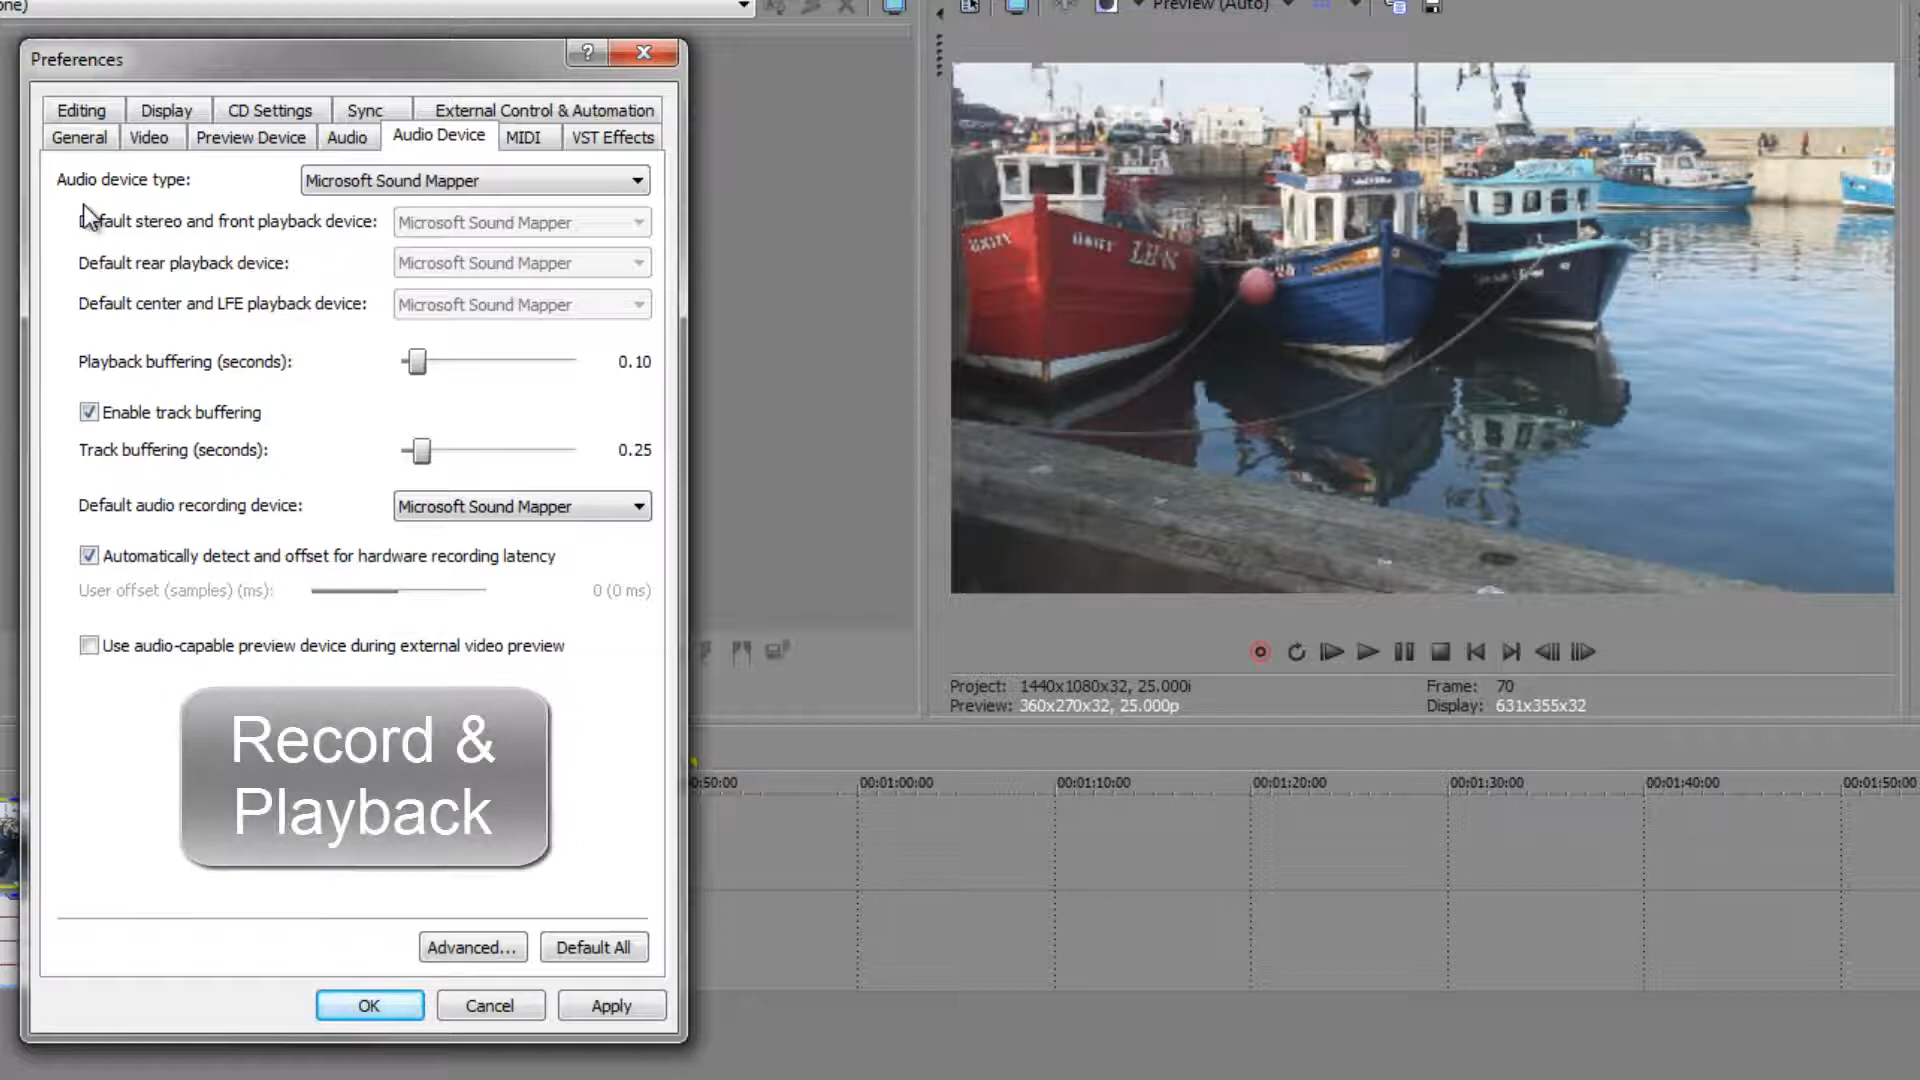 one)
Preview (Auto)
Preferences
?
Editing
Display
CD Settings
Sync
External Control & Automation
General
Video
Preview Device
Audio
Audio Device
MIDI
VST Effects
Audio device type:
Microsoft Sound Mapper
Default stereo and front playback device:
Microsoft Sound Mapper
Default rear playback device:
Microsoft Sound Mapper
Default center and LFE playback device:
Microsoft Sound Mapper
Playback buffering (seconds):
0.10
Enable track buffering
Track buffering (seconds):
0.25
Default audio recording device:
Microsoft Sound Mapper
Automatically detect and offset for hardware recording latency
User offset (samples) (ms):
0 (0 ms)
Use audio-capable preview device during external video preview
Record &
Playback
Advanced...
Default All
OK
Cancel
Apply
Project: 1440x1080x32, 25.000i
Preview: 360x270x32, 25.000p
Frame: 70
Display: 631x355x32
0:50:00
00:01:00:00
00:01:10:00
00:01:20:00
00:01:30:00
00:01:40:00
00:01:50:00